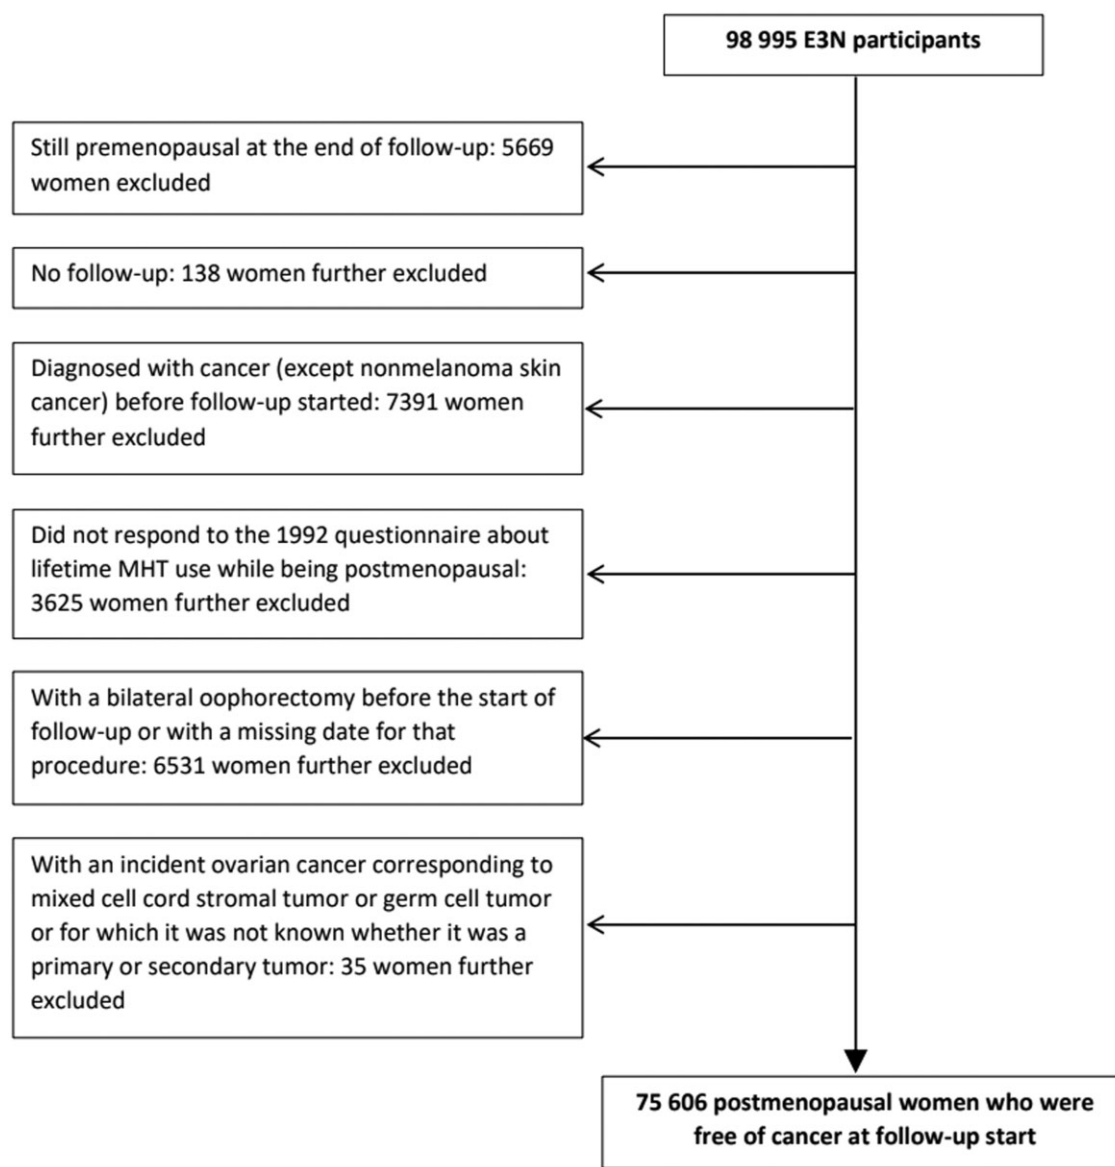 98 995 E3N participants
Still premenopausal at the end of follow-up: 5669
women excluded
No follow-up: 138 women further excluded
Diagnosed with cancer (except nonmelanoma skin
cancer) before follow-up started: 7391 women
further excluded
Did not respond to the 1992 questionnaire about
lifetime MHT use while being postmenopausal:
3625 women further excluded
With a bilateral oophorectomy before the start of
follow-up or with a missing date for that
procedure: 6531 women further excluded
With an incident ovarian cancer corresponding to
mixed cell cord stromal tumor or germ cell tumor
or for which it was not known whether it was a
primary or secondary tumor: 35 women further
excluded
75 606 postmenopausal women who were
free of cancer at follow-up start